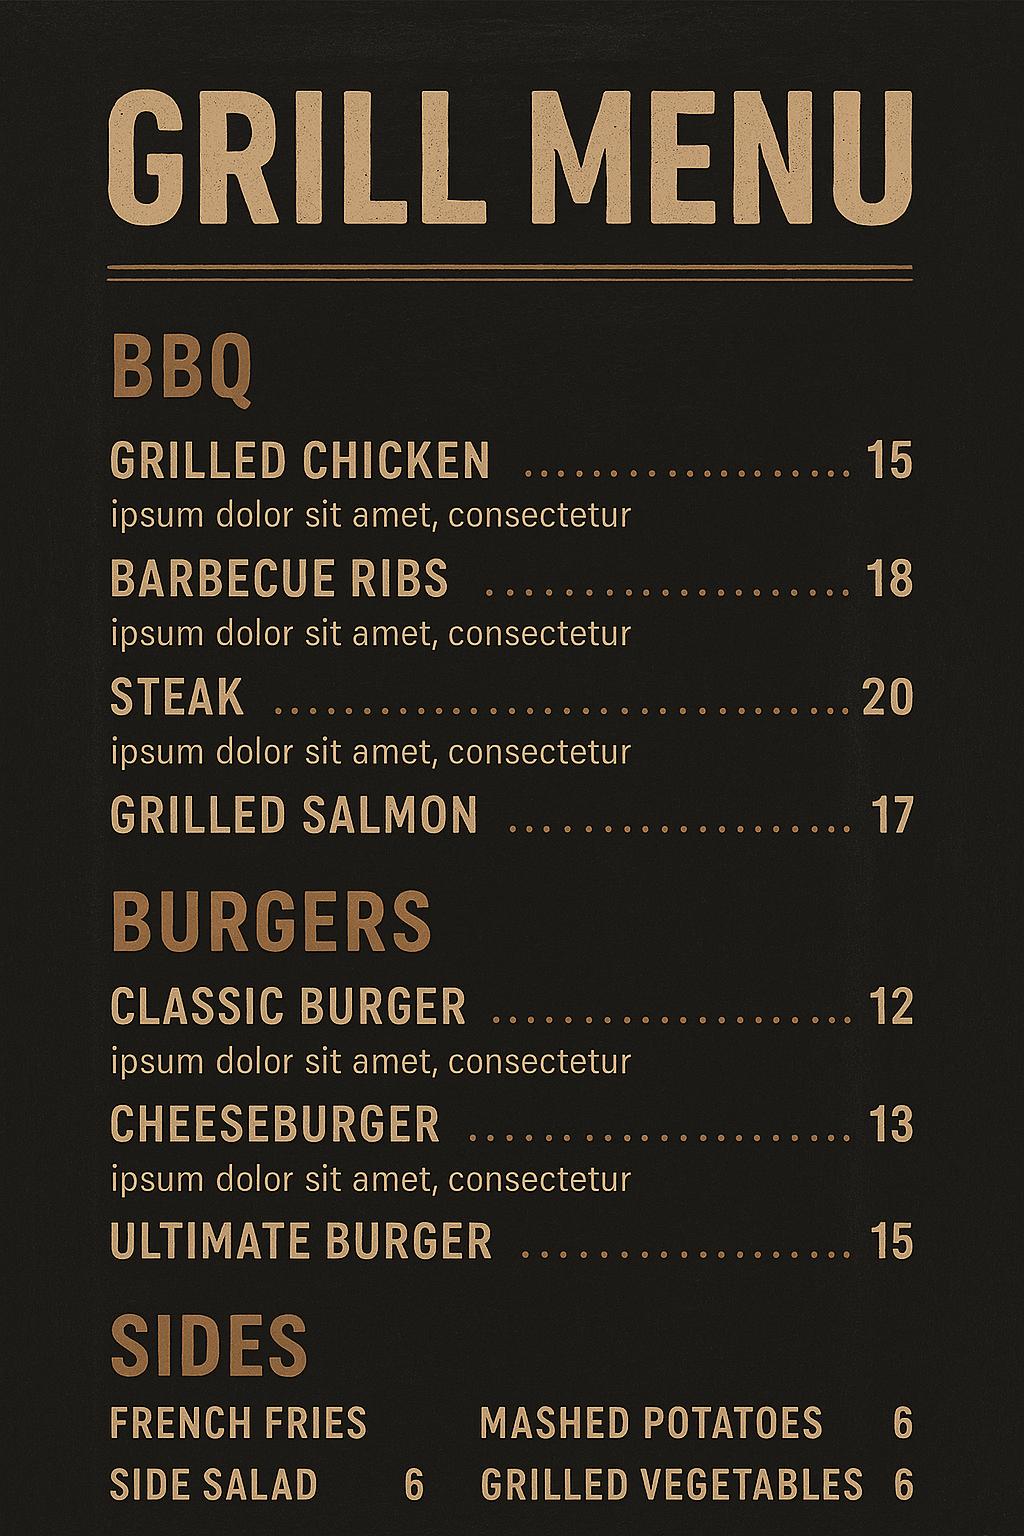 GRILL MENU
BBQ
GRILLED CHICKEN ................... 15
ipsum dolor sit amet, consectetur
BARBECUE RIBS ..................... 18
ipsum dolor sit amet, consectetur
STEAK ................................. 20
ipsum dolor sit amet, consectetur
GRILLED SALMON .................... 17
BURGERS
CLASSIC BURGER ..................... 12
ipsum dolor sit amet, consectetur
CHEESEBURGER ...................... 13
ipsum dolor sit amet, consectetur
ULTIMATE BURGER ................... 15
SIDES
FRENCH FRIES MASHED POTATOES 6
SIDE SALAD 6 GRILLED VEGETABLES 6